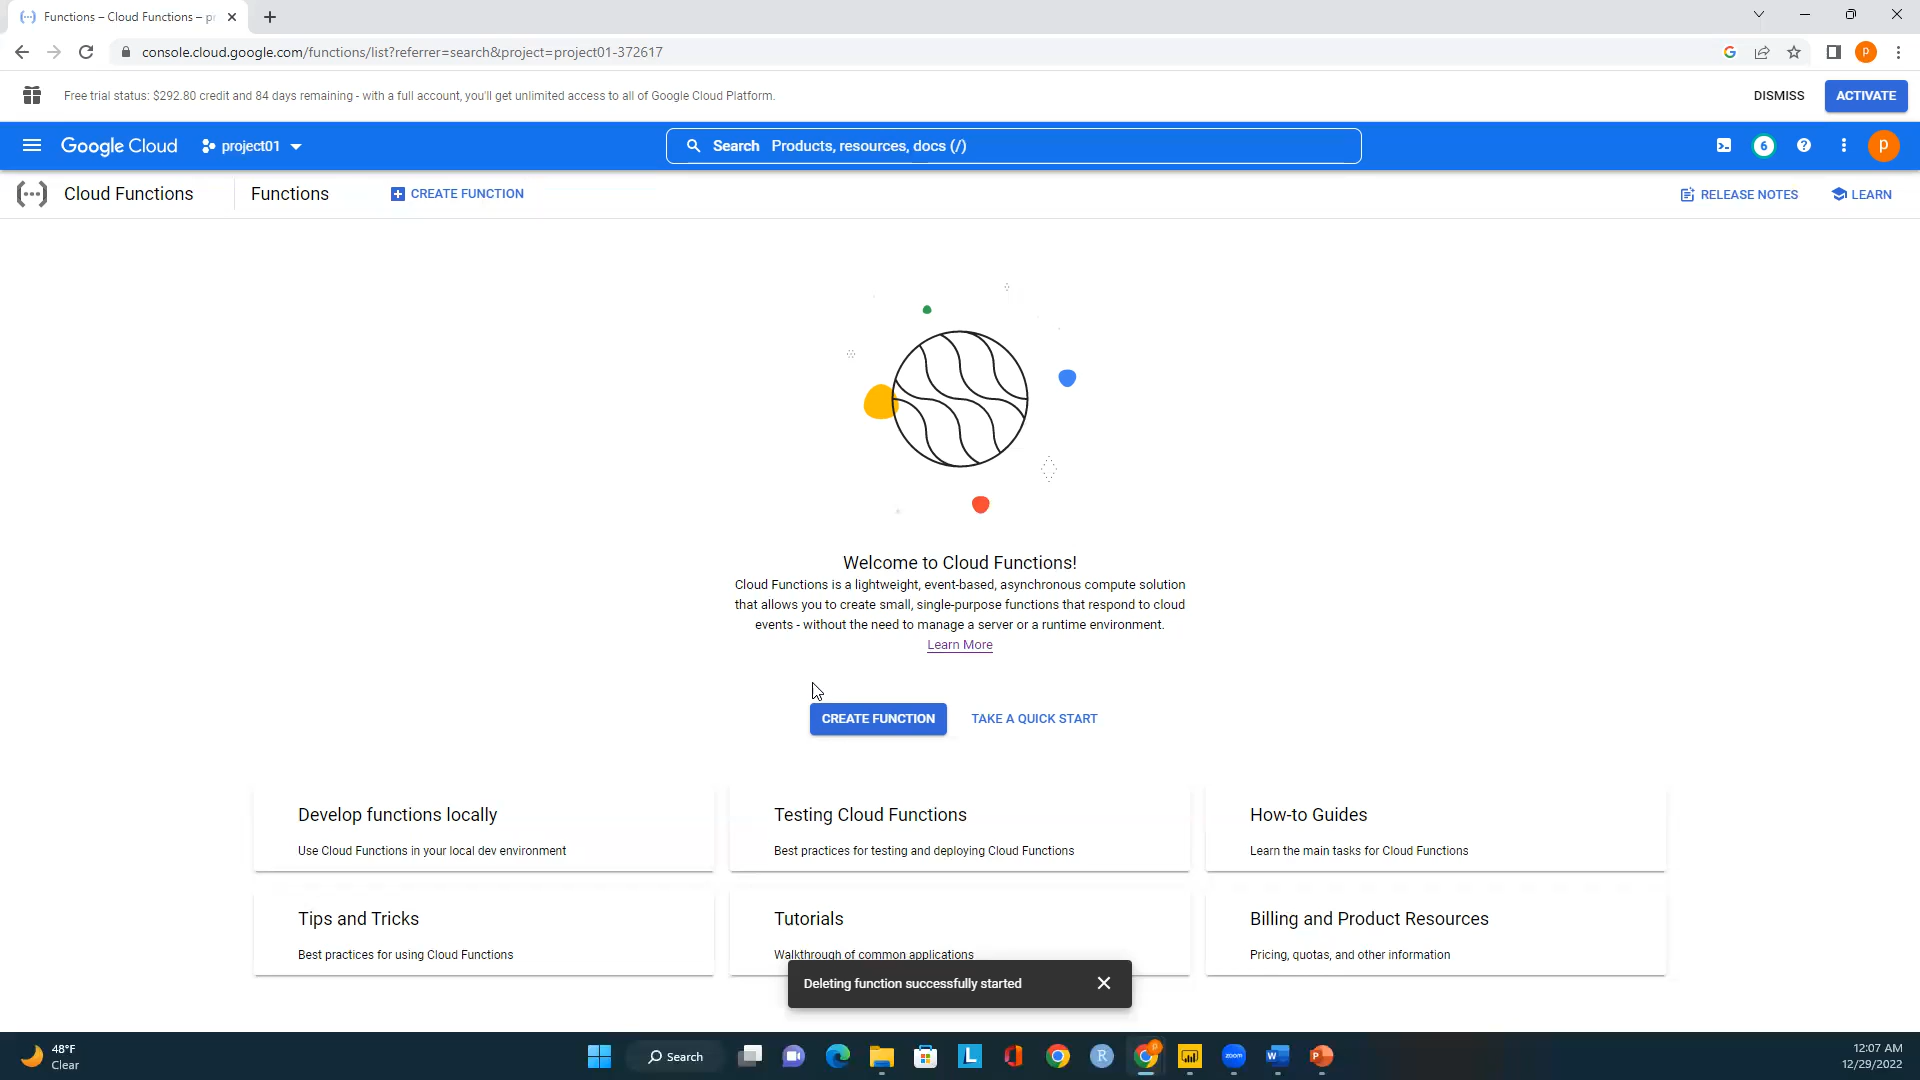 Functions – Cloud Functions – pr
console.cloud.google.com/functions/list?referrer=search&project=project01-372617
P
Free trial status: $292.80 credit and 84 days remaining - with a full account, you'll get unlimited access to all of Google Cloud Platform.
DISMISS
ACTIVATE
Google Cloud
project01
Search Products, resources, docs (/)
6
P
Cloud Functions
Functions
CREATE FUNCTION
RELEASE NOTES
LEARN
Welcome to Cloud Functions!
Cloud Functions is a lightweight, event-based, asynchronous compute solution
that allows you to create small, single-purpose functions that respond to cloud
events - without the need to manage a server or a runtime environment.
Learn More
CREATE FUNCTION
TAKE A QUICK START
Develop functions locally
Use Cloud Functions in your local dev environment
Testing Cloud Functions
Best practices for testing and deploying Cloud Functions
How-to Guides
Learn the main tasks for Cloud Functions
Tips and Tricks
Best practices for using Cloud Functions
Tutorials
Walkthrough of common applications
Billing and Product Resources
Pricing, quotas, and other information
Deleting function successfully started
48°F
Clear
Search
12:07 AM
12/29/2022